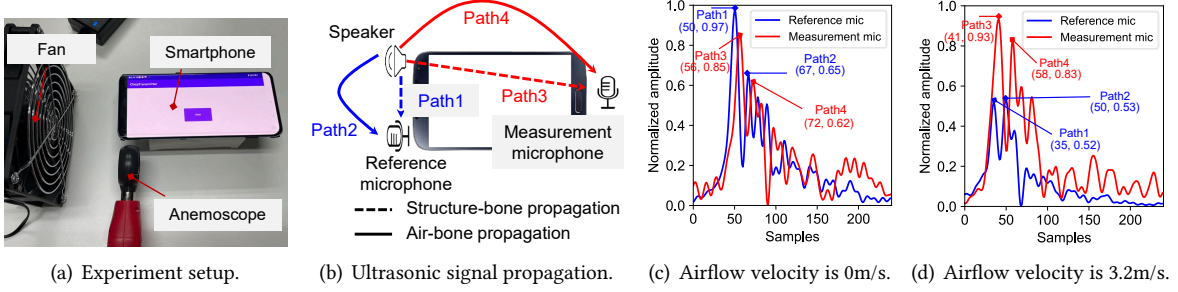 Fan
Smartphone
Anemoscope
(a) Experiment setup.
Path4
Speaker
Path1
Path3
Path2
Measurement
microphone
Reference
microphone
Structure-bone propagation
Air-bone propagation
(b) Ultrasonic signal propagation.
Normalized amplitude
1.0
0.8
0.6
0.4
0.2
0.0
0
50
100
150
200
Samples
Reference mic
Measurement mic
Path1
(50, 0.97)
Path3
(56, 0.85)
Path2
(67, 0.65)
Path4
(72, 0.62)
(c) Airflow velocity is 0m/s.
Normalized amplitude
1.0
0.8
0.6
0.4
0.2
0.0
0
50
100
150
200
Samples
Reference mic
Measurement mic
Path3
(41, 0.93)
Path4
(58, 0.83)
Path2
(50, 0.53)
Path1
(35, 0.52)
(d) Airflow velocity is 3.2m/s.